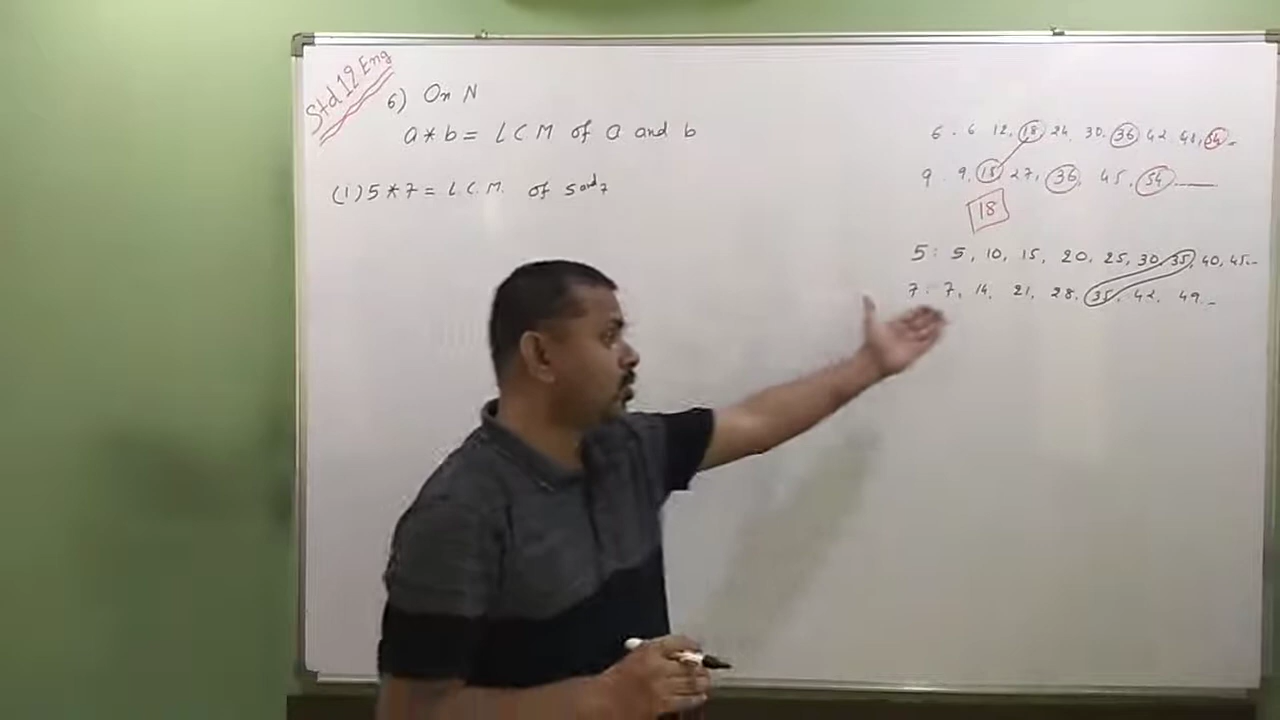 Std 12 Eng
6) On N
a * b = L C M of a and b
(1) 5 * 7 = L.C.M. of 5 and 7
6 . 6 12, 18 24, 30, 36 42 48, 54 -
9 . 9, 18 27, 36, 45, 54
18
5 : 5, 10, 15, 20, 25, 30, 35, 40, 45 --
7 : 7, 14, 21, 28, 35, 42, 49 --